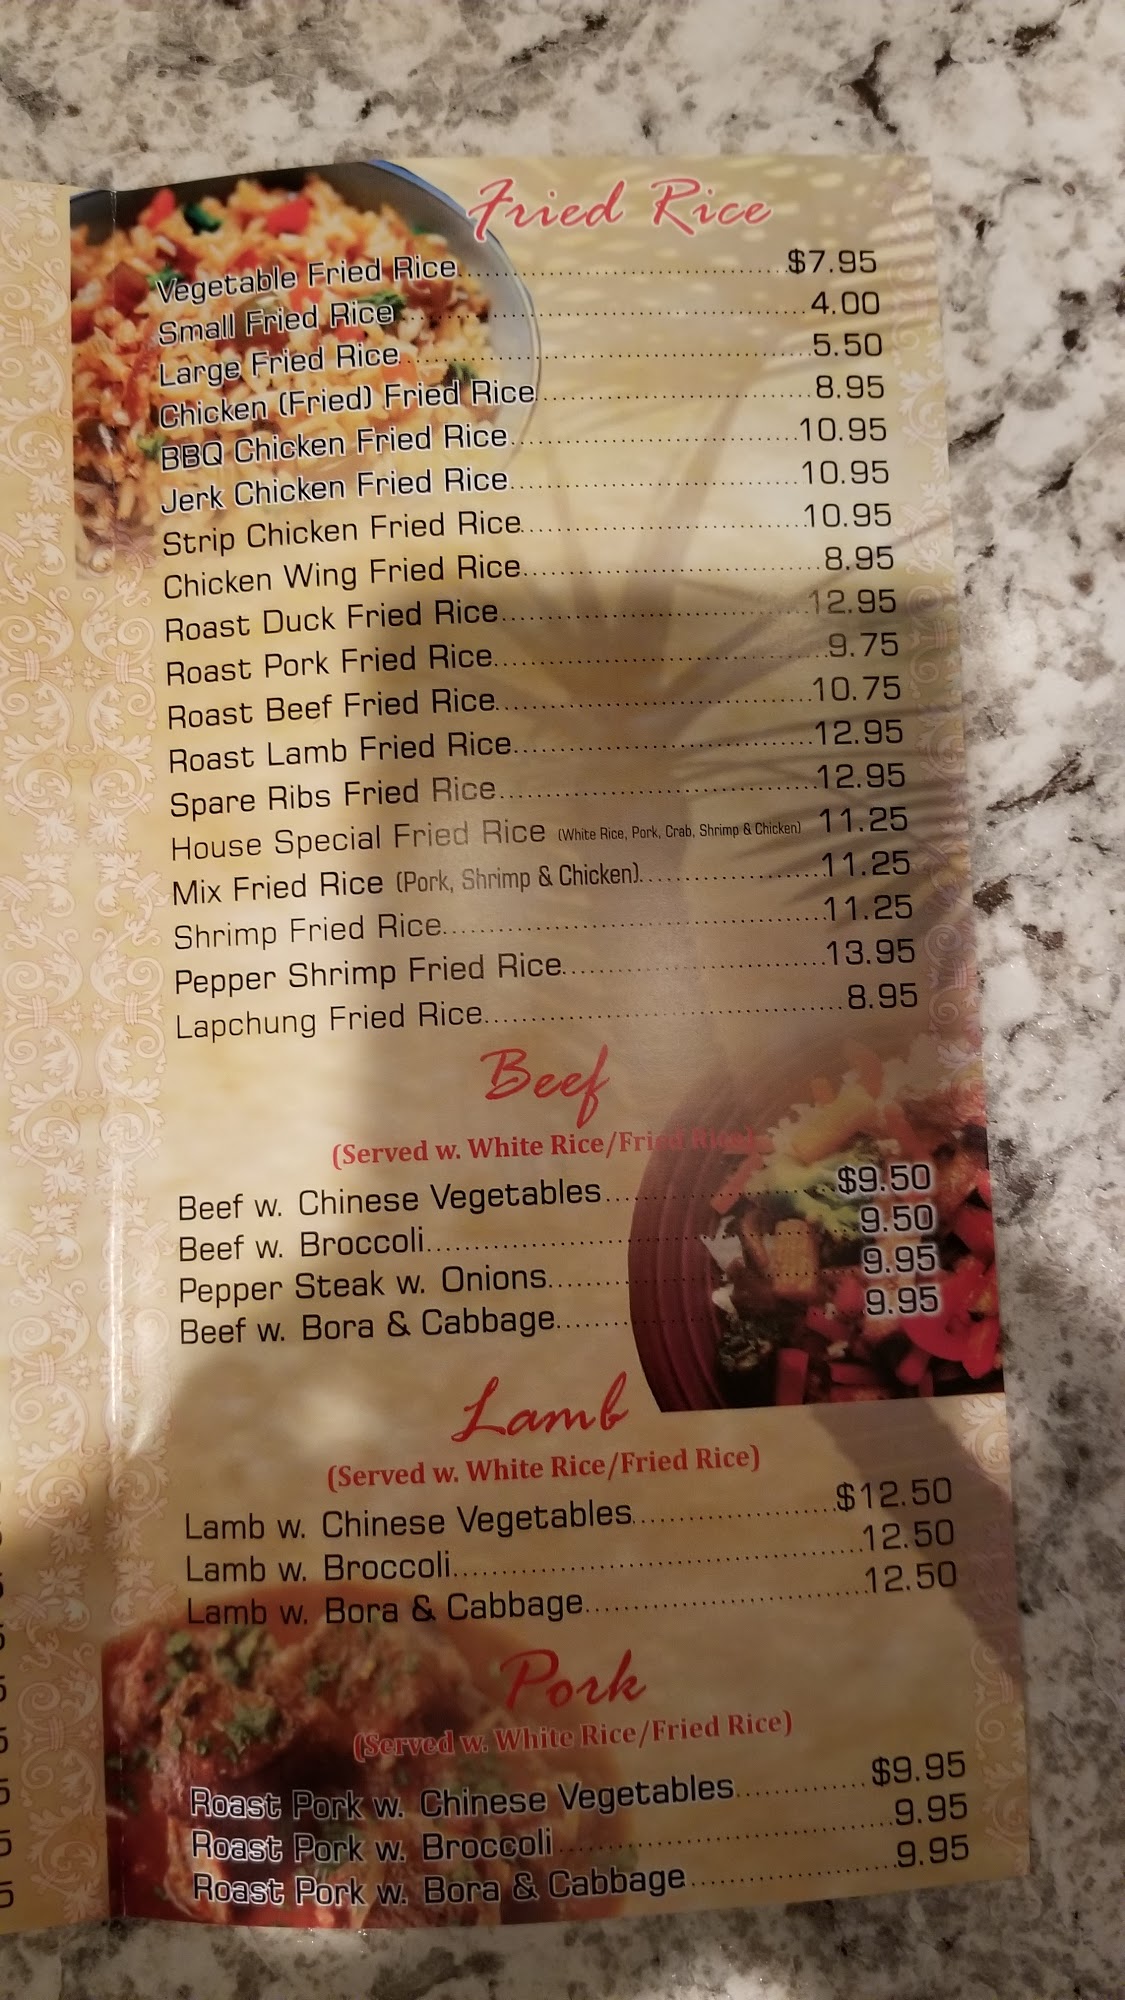 Fried Rice
Vegetable Fried Rice $7.95
Small Fried Rice 4.00
Large Fried Rice 5.50
Chicken (Fried) Fried Rice 8.95
BBQ Chicken Fried Rice 10.95
Jerk Chicken Fried Rice 10.95
Strip Chicken Fried Rice 10.95
Chicken Wing Fried Rice 8.95
Roast Duck Fried Rice 12.95
Roast Pork Fried Rice 9.75
Roast Beef Fried Rice 10.75
Roast Lamb Fried Rice 12.95
Spare Ribs Fried Rice 12.95
House Special Fried Rice (White Rice, Pork, Crab, Shrimp & Chicken) 11.25
Mix Fried Rice (Pork, Shrimp & Chicken) 11.25
Shrimp Fried Rice 11.25
Pepper Shrimp Fried Rice 13.95
Lapchung Fried Rice 8.95
Beef
(Served w. White Rice/Fried Rice)
Beef w. Chinese Vegetables $9.50
Beef w. Broccoli 9.50
Pepper Steak w. Onions 9.95
Beef w. Bora & Cabbage 9.95
Lamb
(Served w. White Rice/Fried Rice)
Lamb w. Chinese Vegetables $12.50
Lamb w. Broccoli 12.50
Lamb w. Bora & Cabbage 12.50
Pork
(Served w. White Rice/Fried Rice)
Roast Pork w. Chinese Vegetables $9.95
Roast Pork w. Broccoli 9.95
Roast Pork w. Bora & Cabbage 9.95